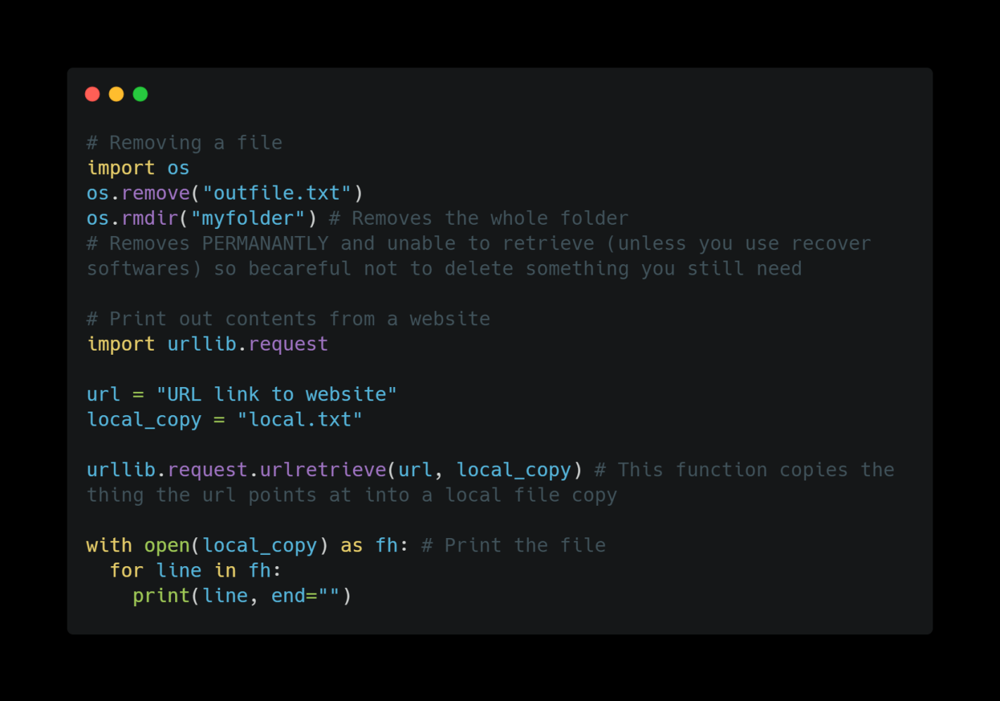 # Removing a file
import os
os.remove("outfile.txt")
os.rmdir("myfolder") # Removes the whole folder
# Removes PERMANANTLY and unable to retrieve (unless you use recover
softwares) so becareful not to delete something you still need

# Print out contents from a website
import urllib.request

url = "URL link to website"
local_copy = "local.txt"

urllib.request.urlretrieve(url, local_copy) # This function copies the
thing the url points at into a local file copy

with open(local_copy) as fh: # Print the file
  for line in fh:
    print(line, end="")